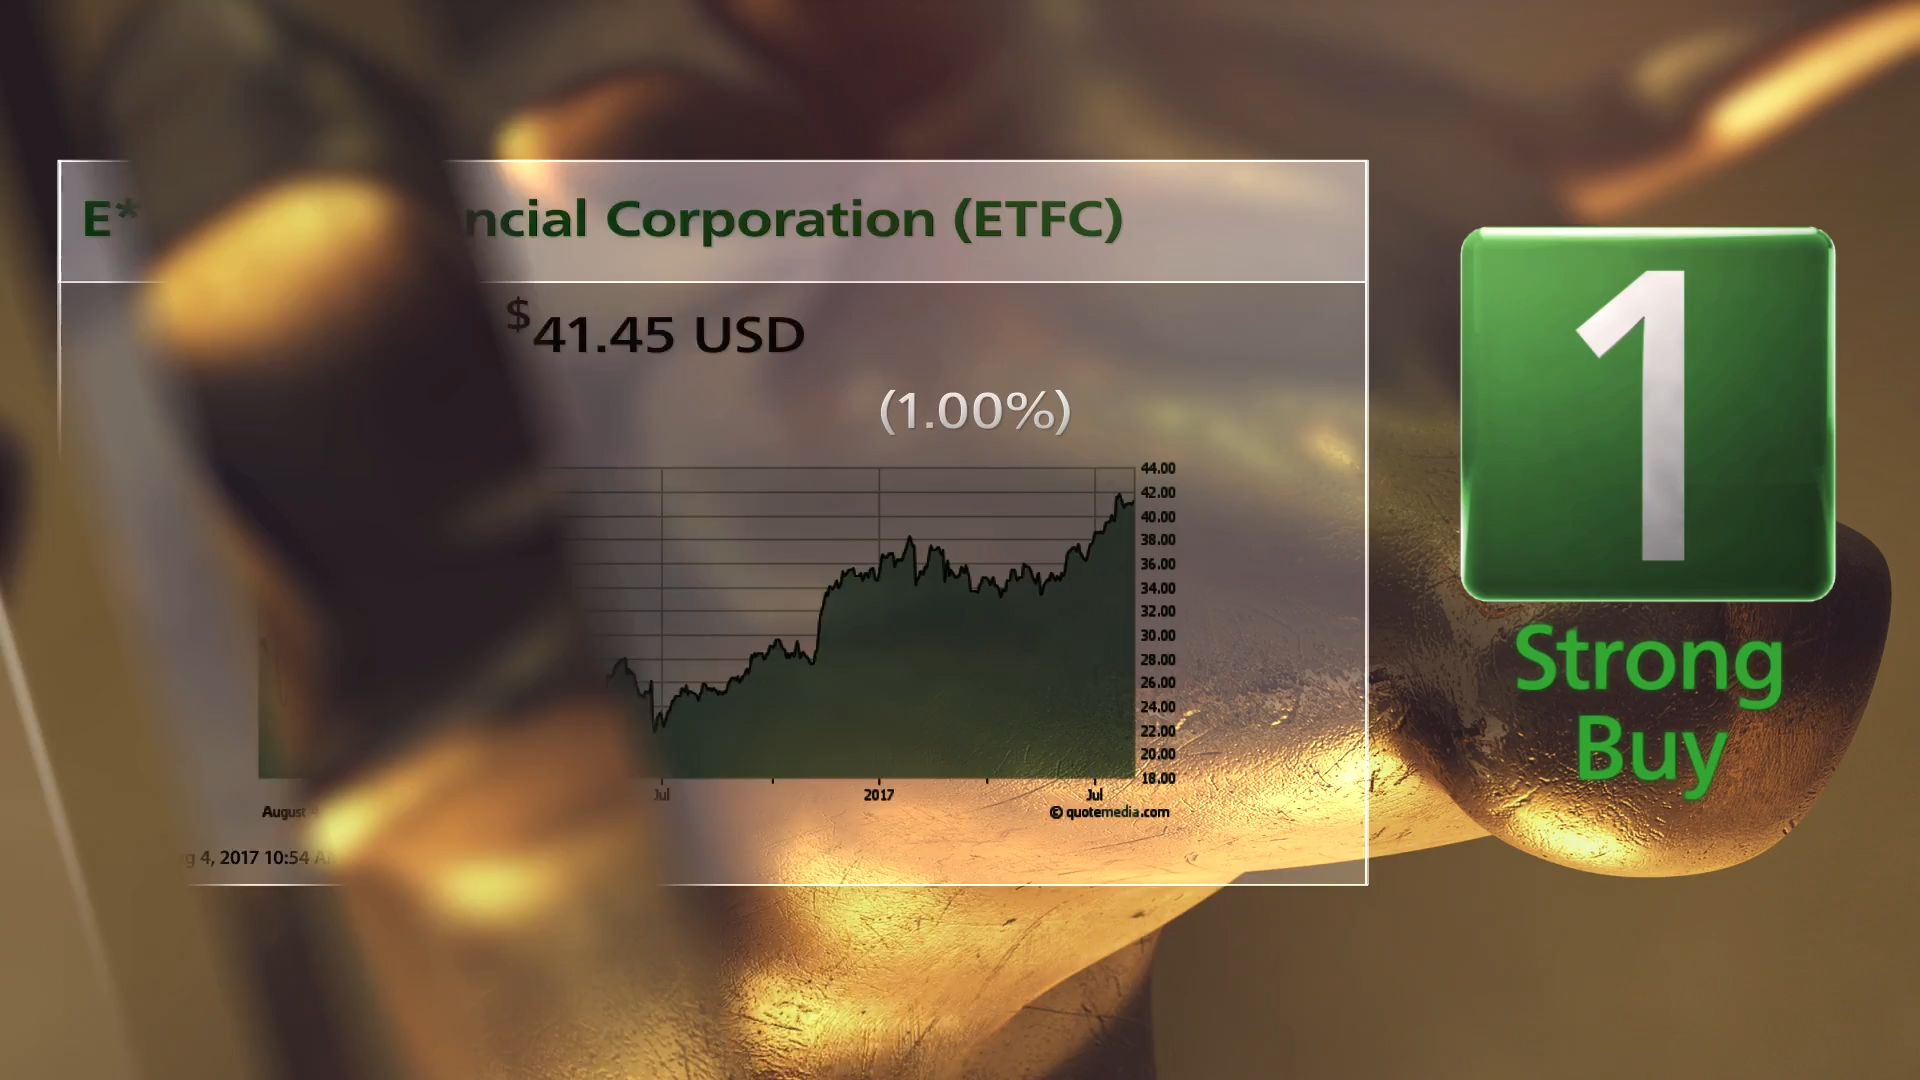 E* ncial Corporation (ETFC)
$41.45 USD
(1.00%)
44.00
42.00
40.00
38.00
36.00
34.00
32.00
30.00
28.00
26.00
24.00
22.00
20.00
18.00
Jul 2017 Jul
August © quotemedia.com
4, 2017 10:54
1
Strong
Buy